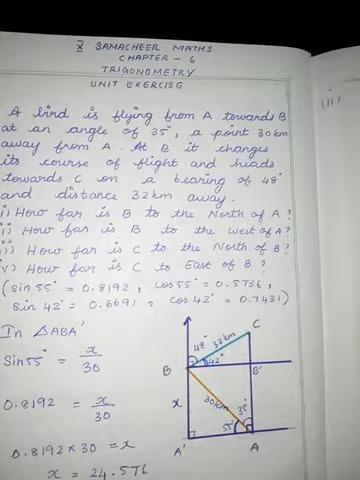 X SAMACHEER MATHS
CHAPTER - 6
TRIGONOMETRY
UNIT EXERCISE
A bird is flying from A towards B
at an angle of 35°, a point 30km
away from A. At B it changes
its course of flight and heads
towards C on a bearing of 48°
and distance 32km away.
i) How far is B to the North of A?
ii) How far is B to the west of A?
iii) How far is C to the North of B?
iv) How far is C to East of B?
(sin 55° = 0.8192, cos 55° = 0.5736,
sin 42° = 0.6691, cos 42° = 0.7431)
In △ABA'
Sin 55° = x/30
0.8192 = x/30
0.8192 × 30 = x
x = 24.576
C
48°
32km
42°
B
B'
x
30km
35°
55°
A'
A
(iii)